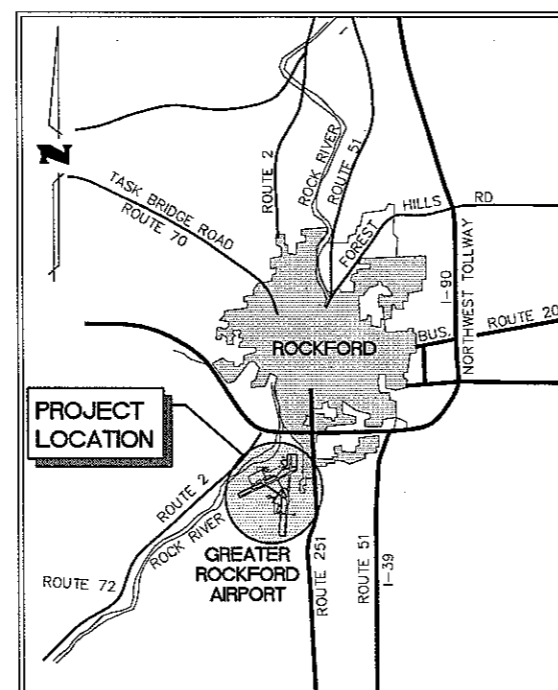 N
ROUTE 2
ROCK RIVER
ROUTE 51
TASK BRIDGE ROAD
ROUTE 70
FOREST HILLS RD
I-90
NORTHWEST TOLLWAY
BUS. ROUTE 20
ROCKFORD
PROJECT
LOCATION
ROUTE 2
ROCK RIVER
ROUTE 72
GREATER
ROCKFORD
AIRPORT
ROUTE 251
ROUTE 51
I-39